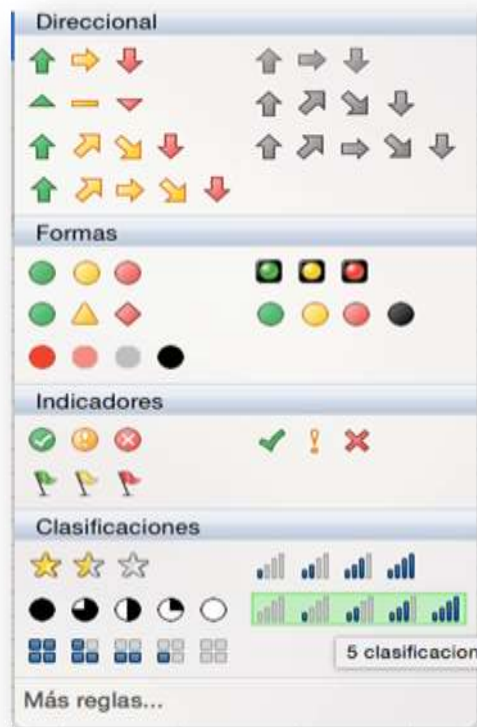 Direccional
Formas
Indicadores
Clasificaciones
5 clasificacion
Más reglas...